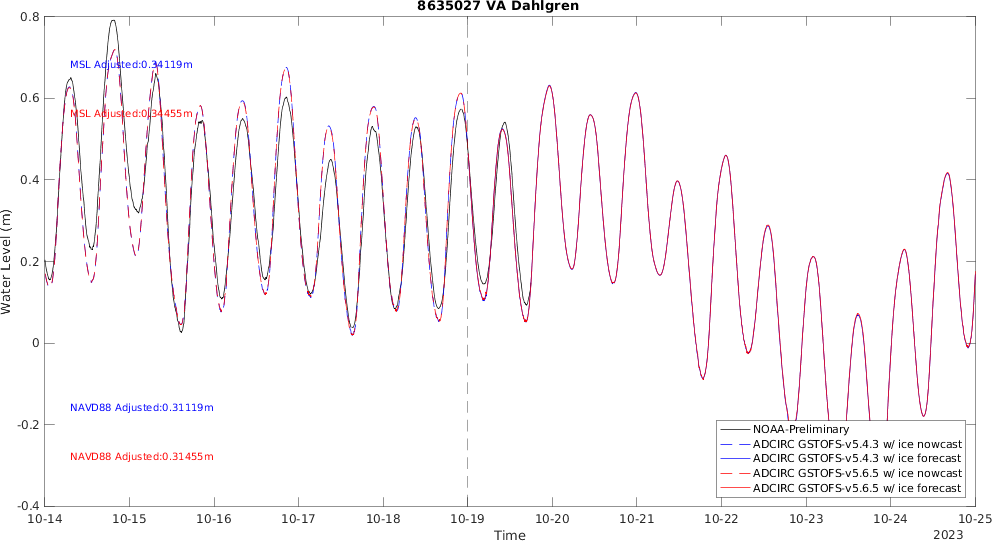 8635027 VA Dahlgren
0.8
0.6
0.4
0.2
0
-0.2
-0.4
Water Level (m)
MSL Adjusted:0.34119m
MSL Adjusted:0.34455m
NAVD88 Adjusted:0.31119m
NAVD88 Adjusted:0.31455m
NOAA-Preliminary
ADCIRC GSTOFS-v5.4.3 w/ ice nowcast
ADCIRC GSTOFS-v5.4.3 w/ ice forecast
ADCIRC GSTOFS-v5.6.5 w/ ice nowcast
ADCIRC GSTOFS-v5.6.5 w/ ice forecast
10-14 10-15 10-16 10-17 10-18 10-19 10-20 10-21 10-22 10-23 10-24 10-25
Time
2023